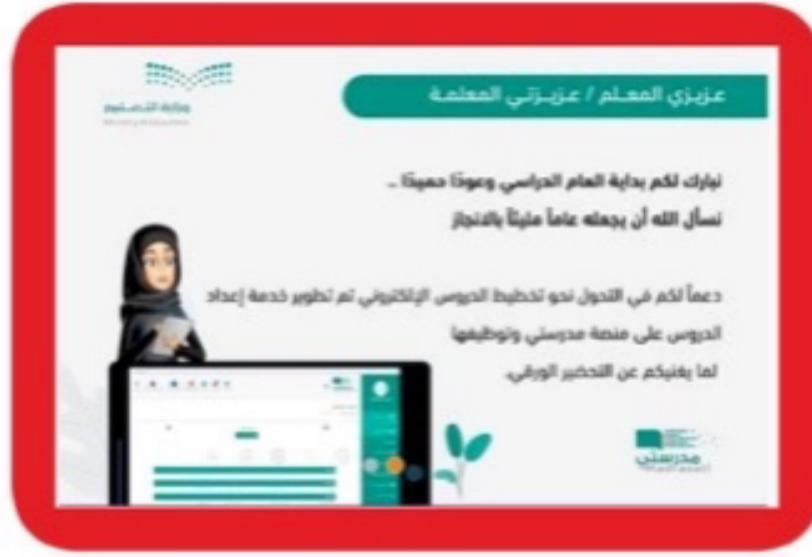 وزارة التعليم
عزيزي المعلم / عزيزتي المعلمة
نبارك لكم بداية العام الدراسي وعودًا حميدًا ..
نسأل الله أن يجعله عاماً مليئاً بالانجاز
دعماً لكم في التحول نحو تخطيط الدروس الإلكتروني تم تطوير خدمة إعداد
الدروس على منصة مدرستي وتوظيفها
لما يغنيكم عن التحضير الورقي.
مدرستي